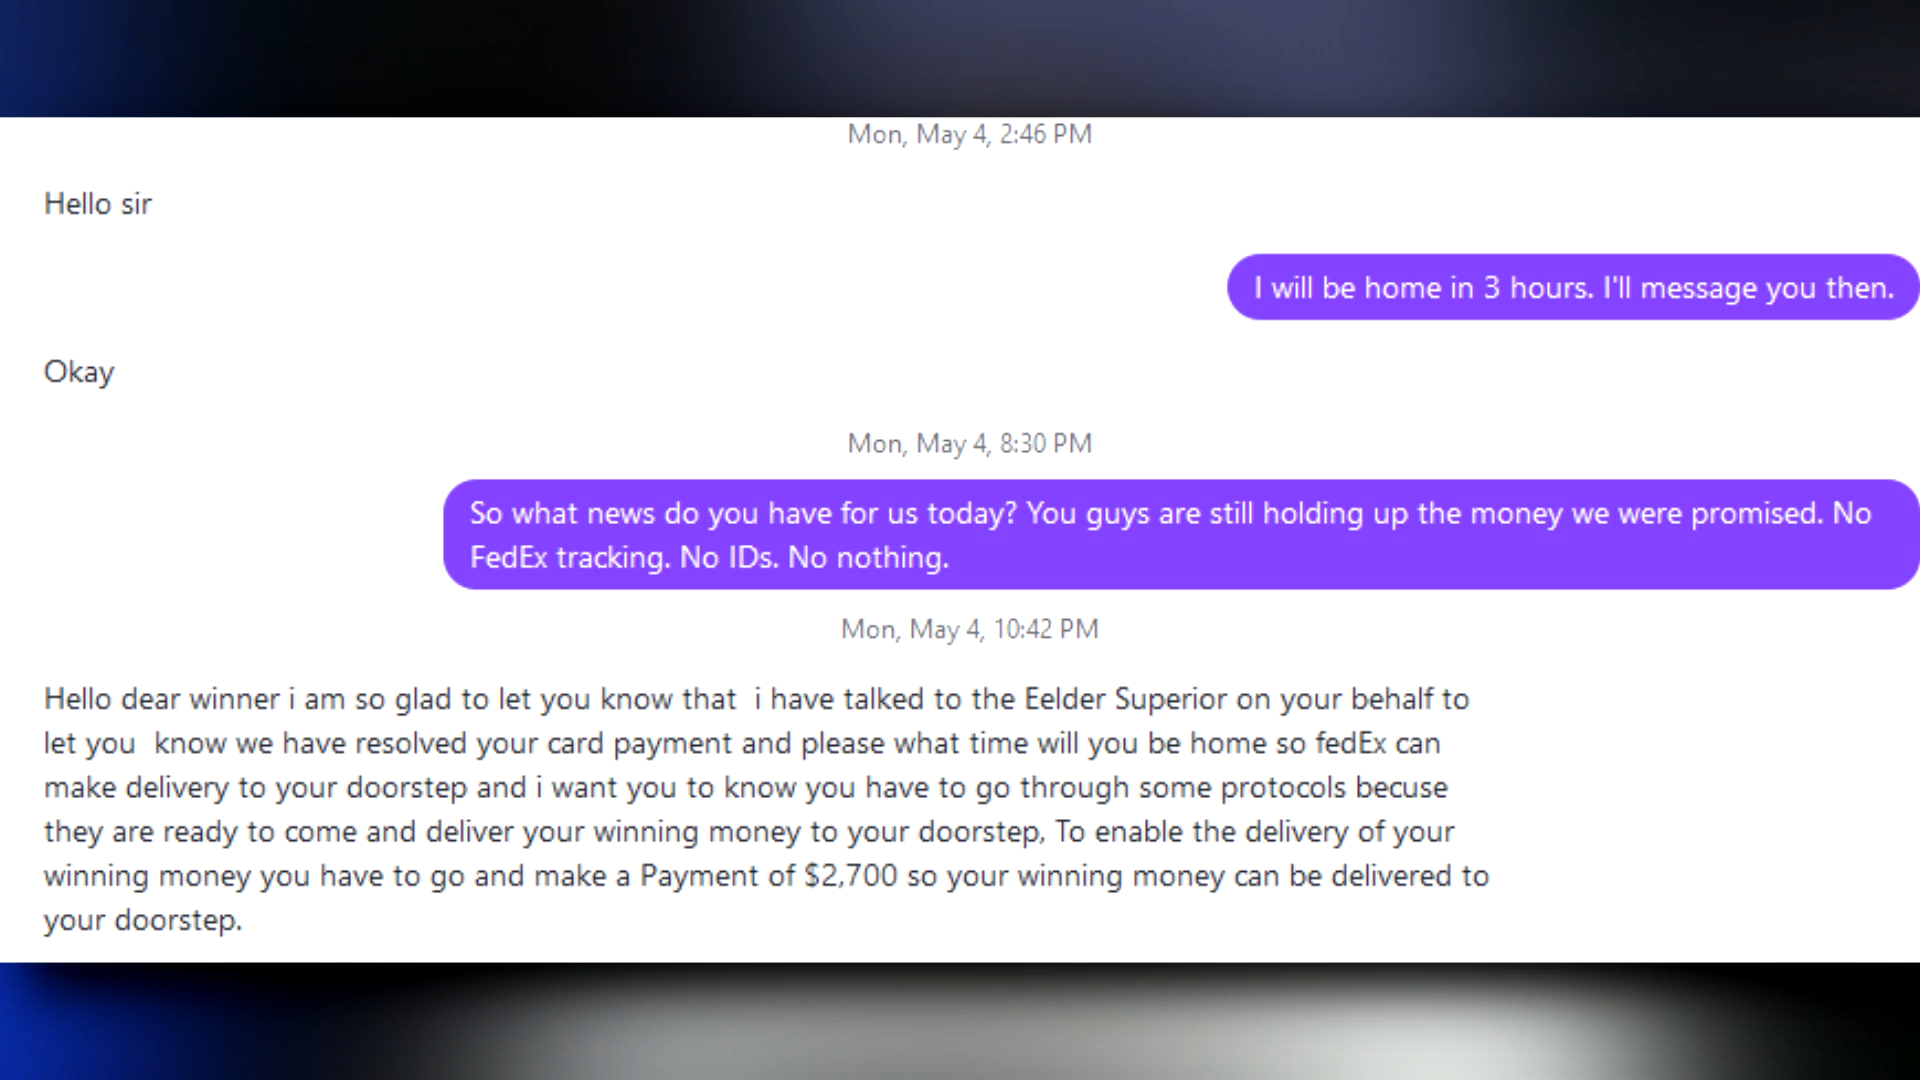 Mon, May 4, 2:46 PM
Hello sir
I will be home in 3 hours. I'll message you then.
Okay
Mon, May 4, 8:30 PM
So what news do you have for us today? You guys are still holding up the money we were promised. No
FedEx tracking. No IDs. No nothing.
Mon, May 4, 10:42 PM
Hello dear winner i am so glad to let you know that  i have talked to the Eelder Superior on your behalf to
let you  know we have resolved your card payment and please what time will you be home so fedEx can
make delivery to your doorstep and i want you to know you have to go through some protocols becuse
they are ready to come and deliver your winning money to your doorstep, To enable the delivery of your
winning money you have to go and make a Payment of $2,700 so your winning money can be delivered to
your doorstep.